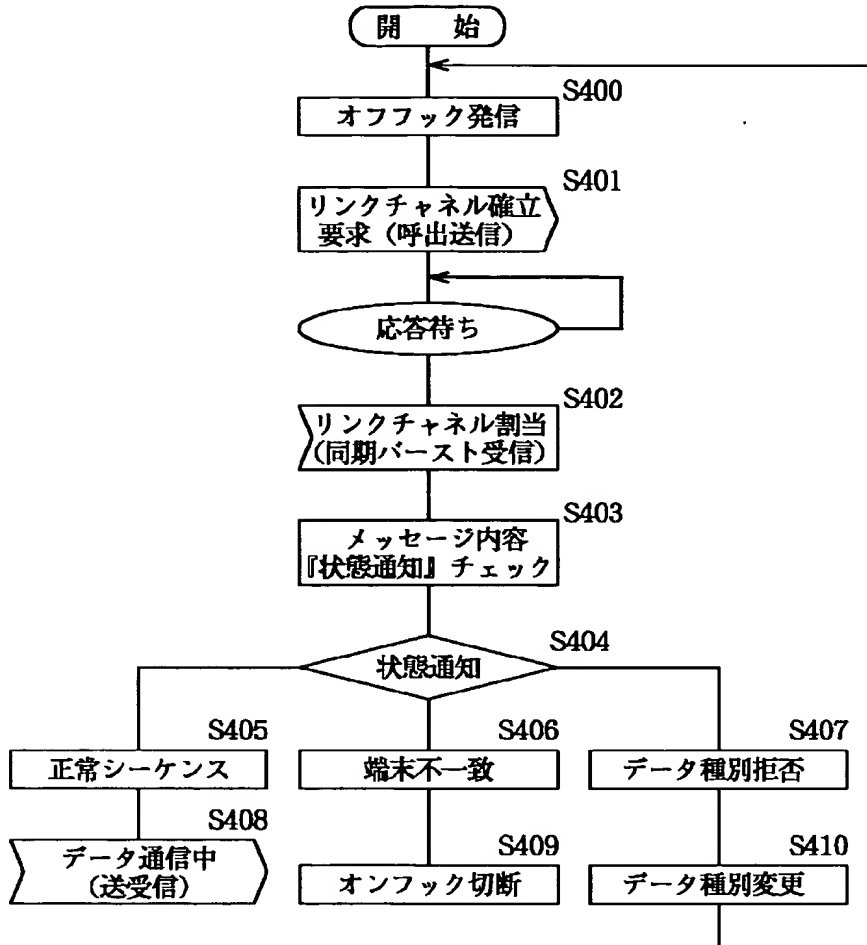 開 始
S400
オフフック発信
S401
リンクチャネル確立
要求(呼出送信)
応答待ち
S402
リンクチャネル割当
(同期バースト受信)
S403
メッセージ内容
『状態通知』チェック
S404
状態通知
S405
正常シーケンス
S406
端末不一致
S407
データ種別拒否
S408
データ通信中
(送受信)
S409
オンフック切断
S410
データ種別変更